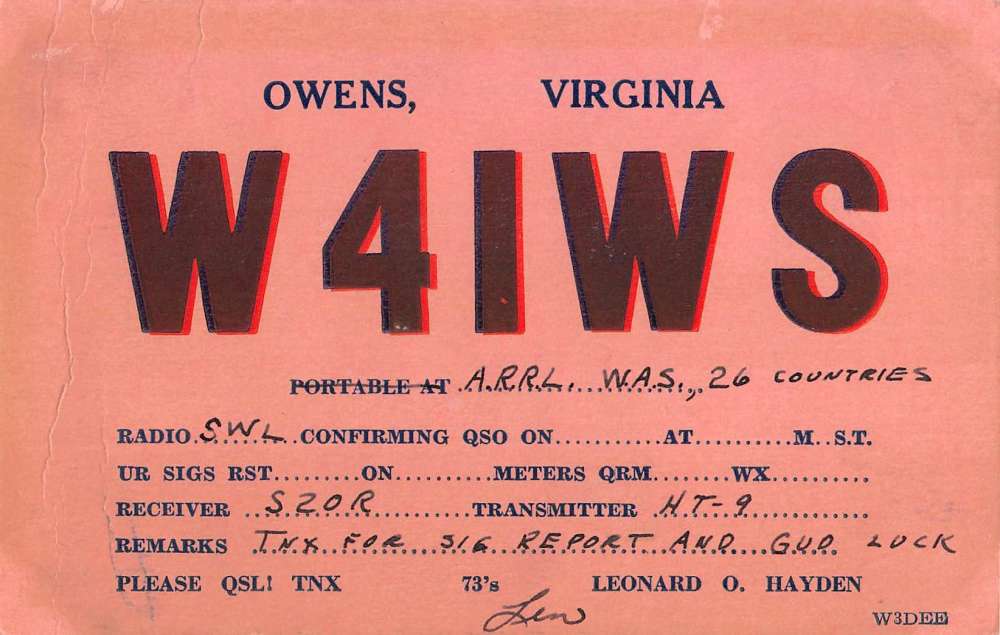 OWENS, VIRGINIA
W4IWS
PORTABLE AT A.R.R.L. W.A.S., 26 COUNTRIES
RADIO SWL CONFIRMING QSO ON..........AT..........M..S.T.
UR SIGS RST.........ON..........METERS QRM........WX..........
RECEIVER ..S20R..........TRANSMITTER .HT-9..............
REMARKS TNX FOR SIG REPORT AND GUD LUCK
PLEASE QSL! TNX 73's LEONARD O. HAYDEN
Len
W3DEE